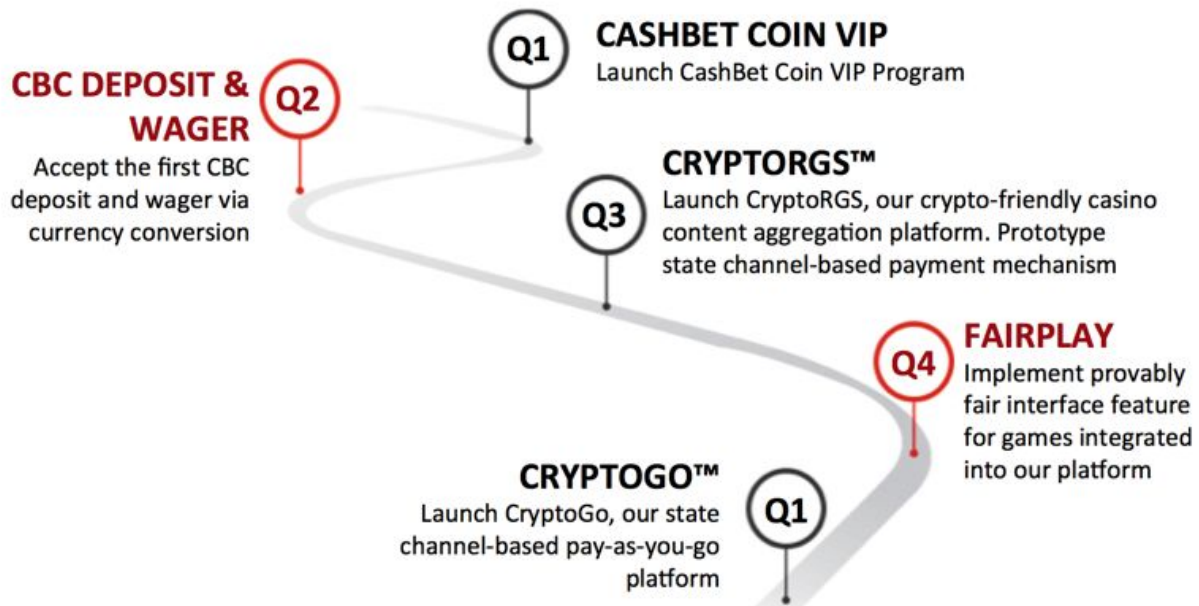 Q1
CASHBET COIN VIP
Launch CashBet Coin VIP Program
Q2
CBC DEPOSIT &
WAGER
Accept the first CBC
deposit and wager via
currency conversion
Q3
CRYPTORGS™
Launch CryptoRGS, our crypto-friendly casino
content aggregation platform. Prototype
state channel-based payment mechanism
Q4
FAIRPLAY
Implement provably
fair interface feature
for games integrated
into our platform
Q1
CRYPTOGO™
Launch CryptoGo, our state
channel-based pay-as-you-go
platform